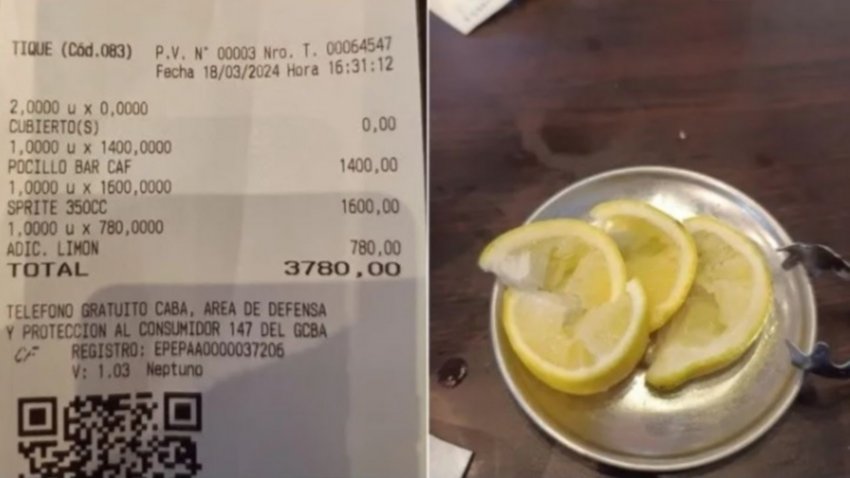 TIQUE (Cód.083) P.V. N° 00003 Nro. T. 00064547
Fecha 18/03/2024 Hora 16:31:12
2,0000 u x 0,0000
CUBIERTO(S) 0,00
1,0000 u x 1400,0000
POCILLO BAR CAF 1400,00
1,0000 u x 1600,0000
SPRITE 350CC 1600,00
1,0000 u x 780,0000
ADIC. LIMON 780,00
TOTAL 3780,00
TELEFONO GRATUITO CABA, AREA DE DEFENSA
Y PROTECCION AL CONSUMIDOR 147 DEL GCBA
CF REGISTRO: EPEPAA0000037206
V: 1.03 Neptuno